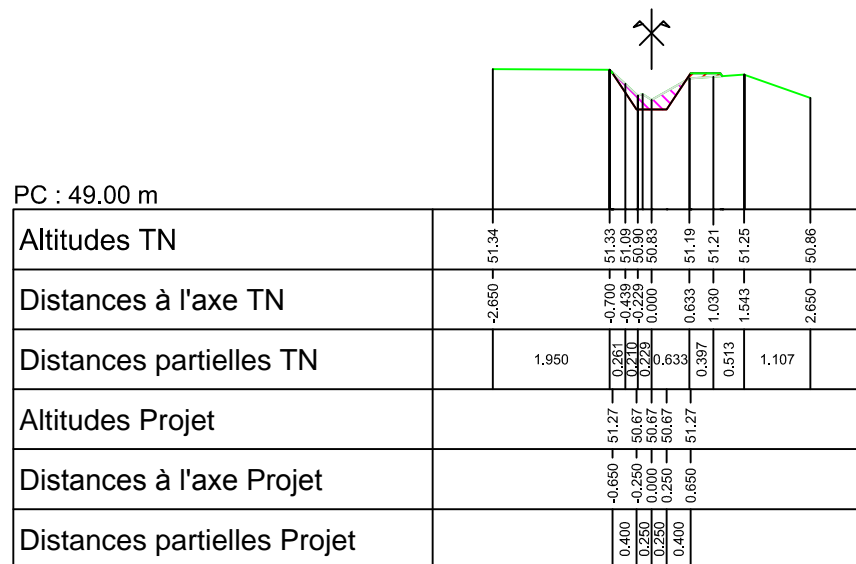 PC : 49.00 m
Altitudes TN
51.34 51.33 51.09 50.90 50.83 51.19 51.21 51.25 50.86
Distances à l'axe TN
-2.650 -0.700 -0.439 -0.229 0.000 0.633 1.030 1.543 2.650
Distances partielles TN
1.950 0.261 0.210 0.229 0.633 0.397 0.513 1.107
Altitudes Projet
51.27 50.67 50.67 50.67 51.27
Distances à l'axe Projet
-0.650 -0.250 0.000 0.250 0.650
Distances partielles Projet
0.400 0.250 0.250 0.400